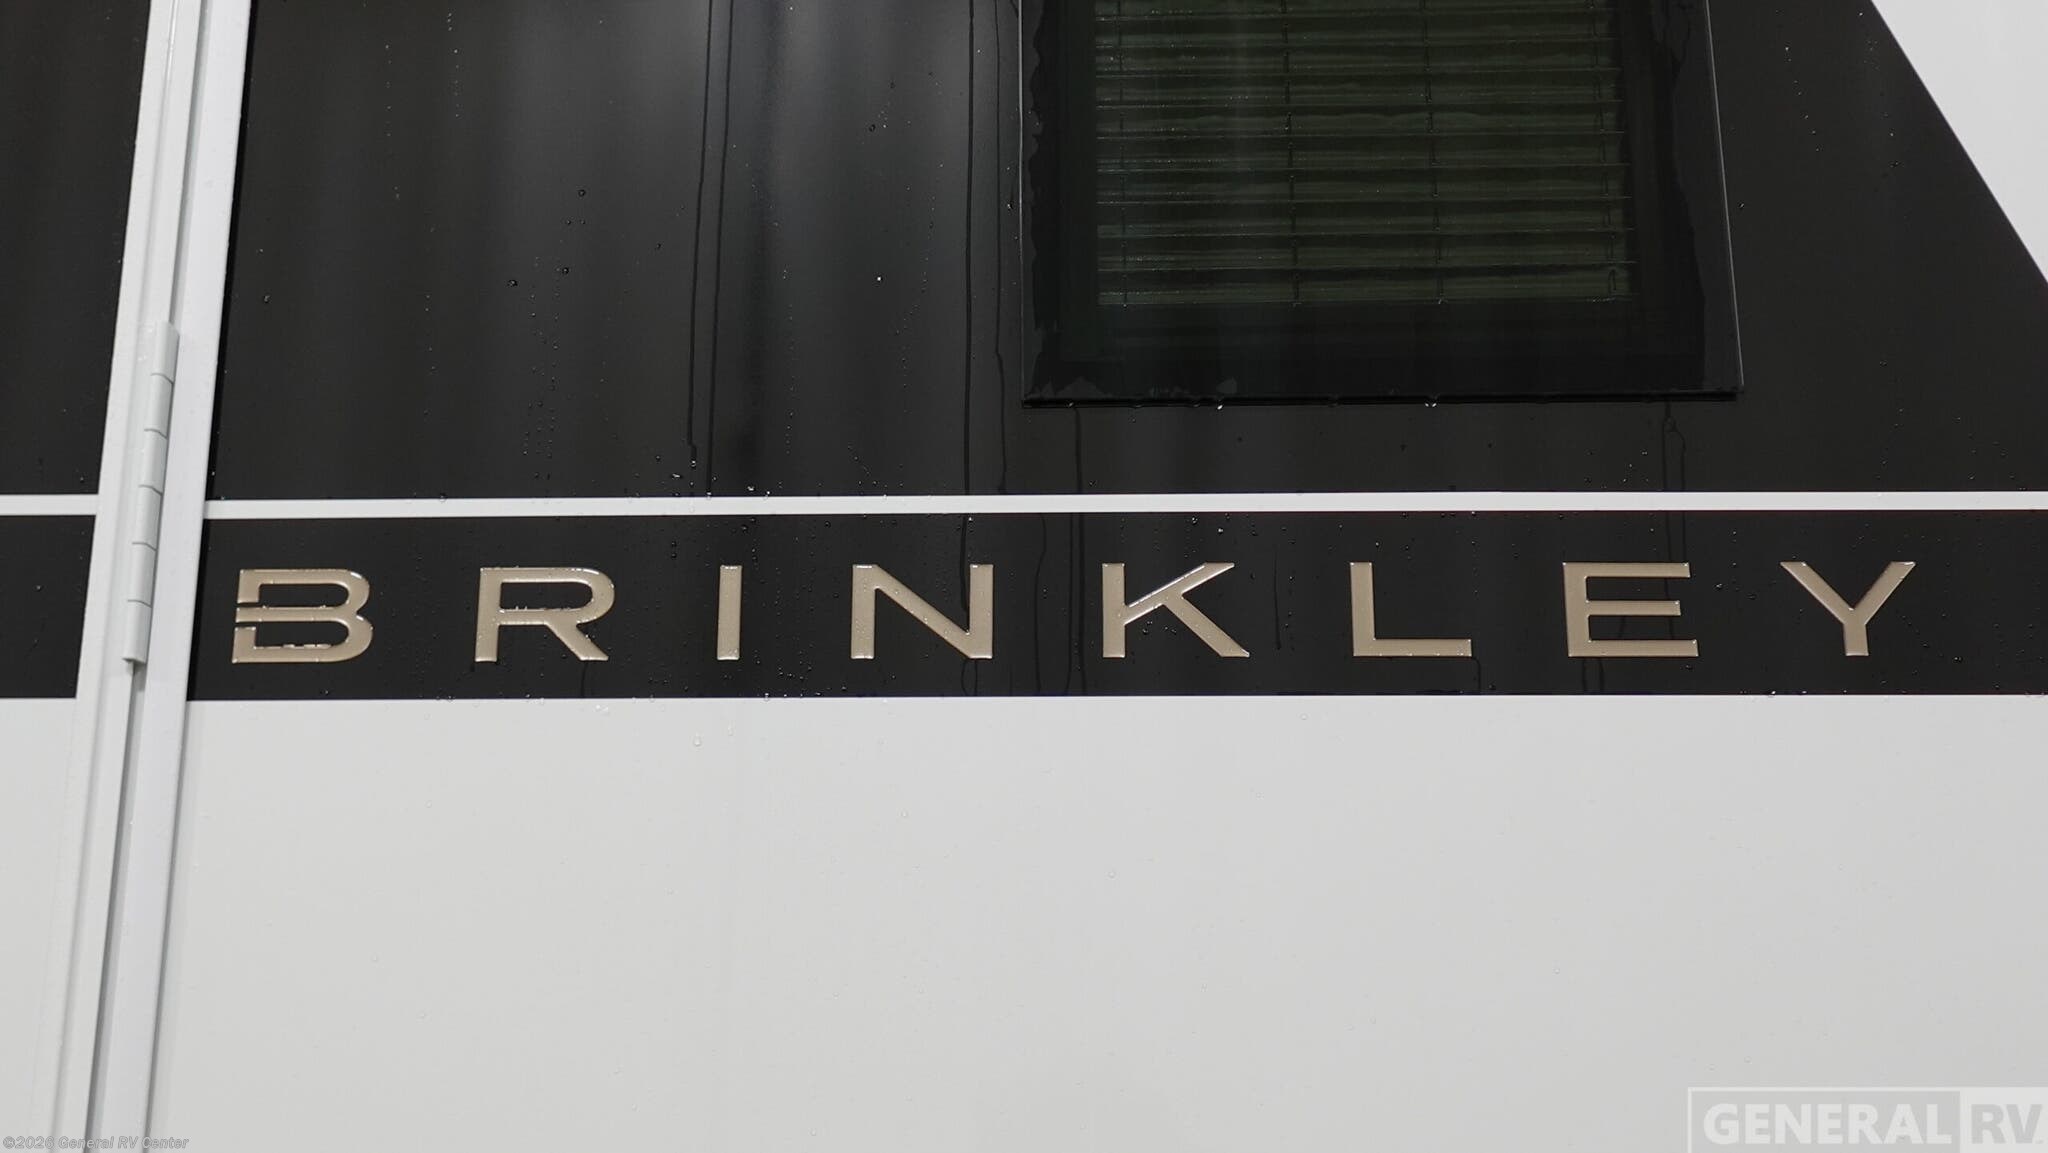 BRINKLEY
©2026 General RV Center
GENERAL RV